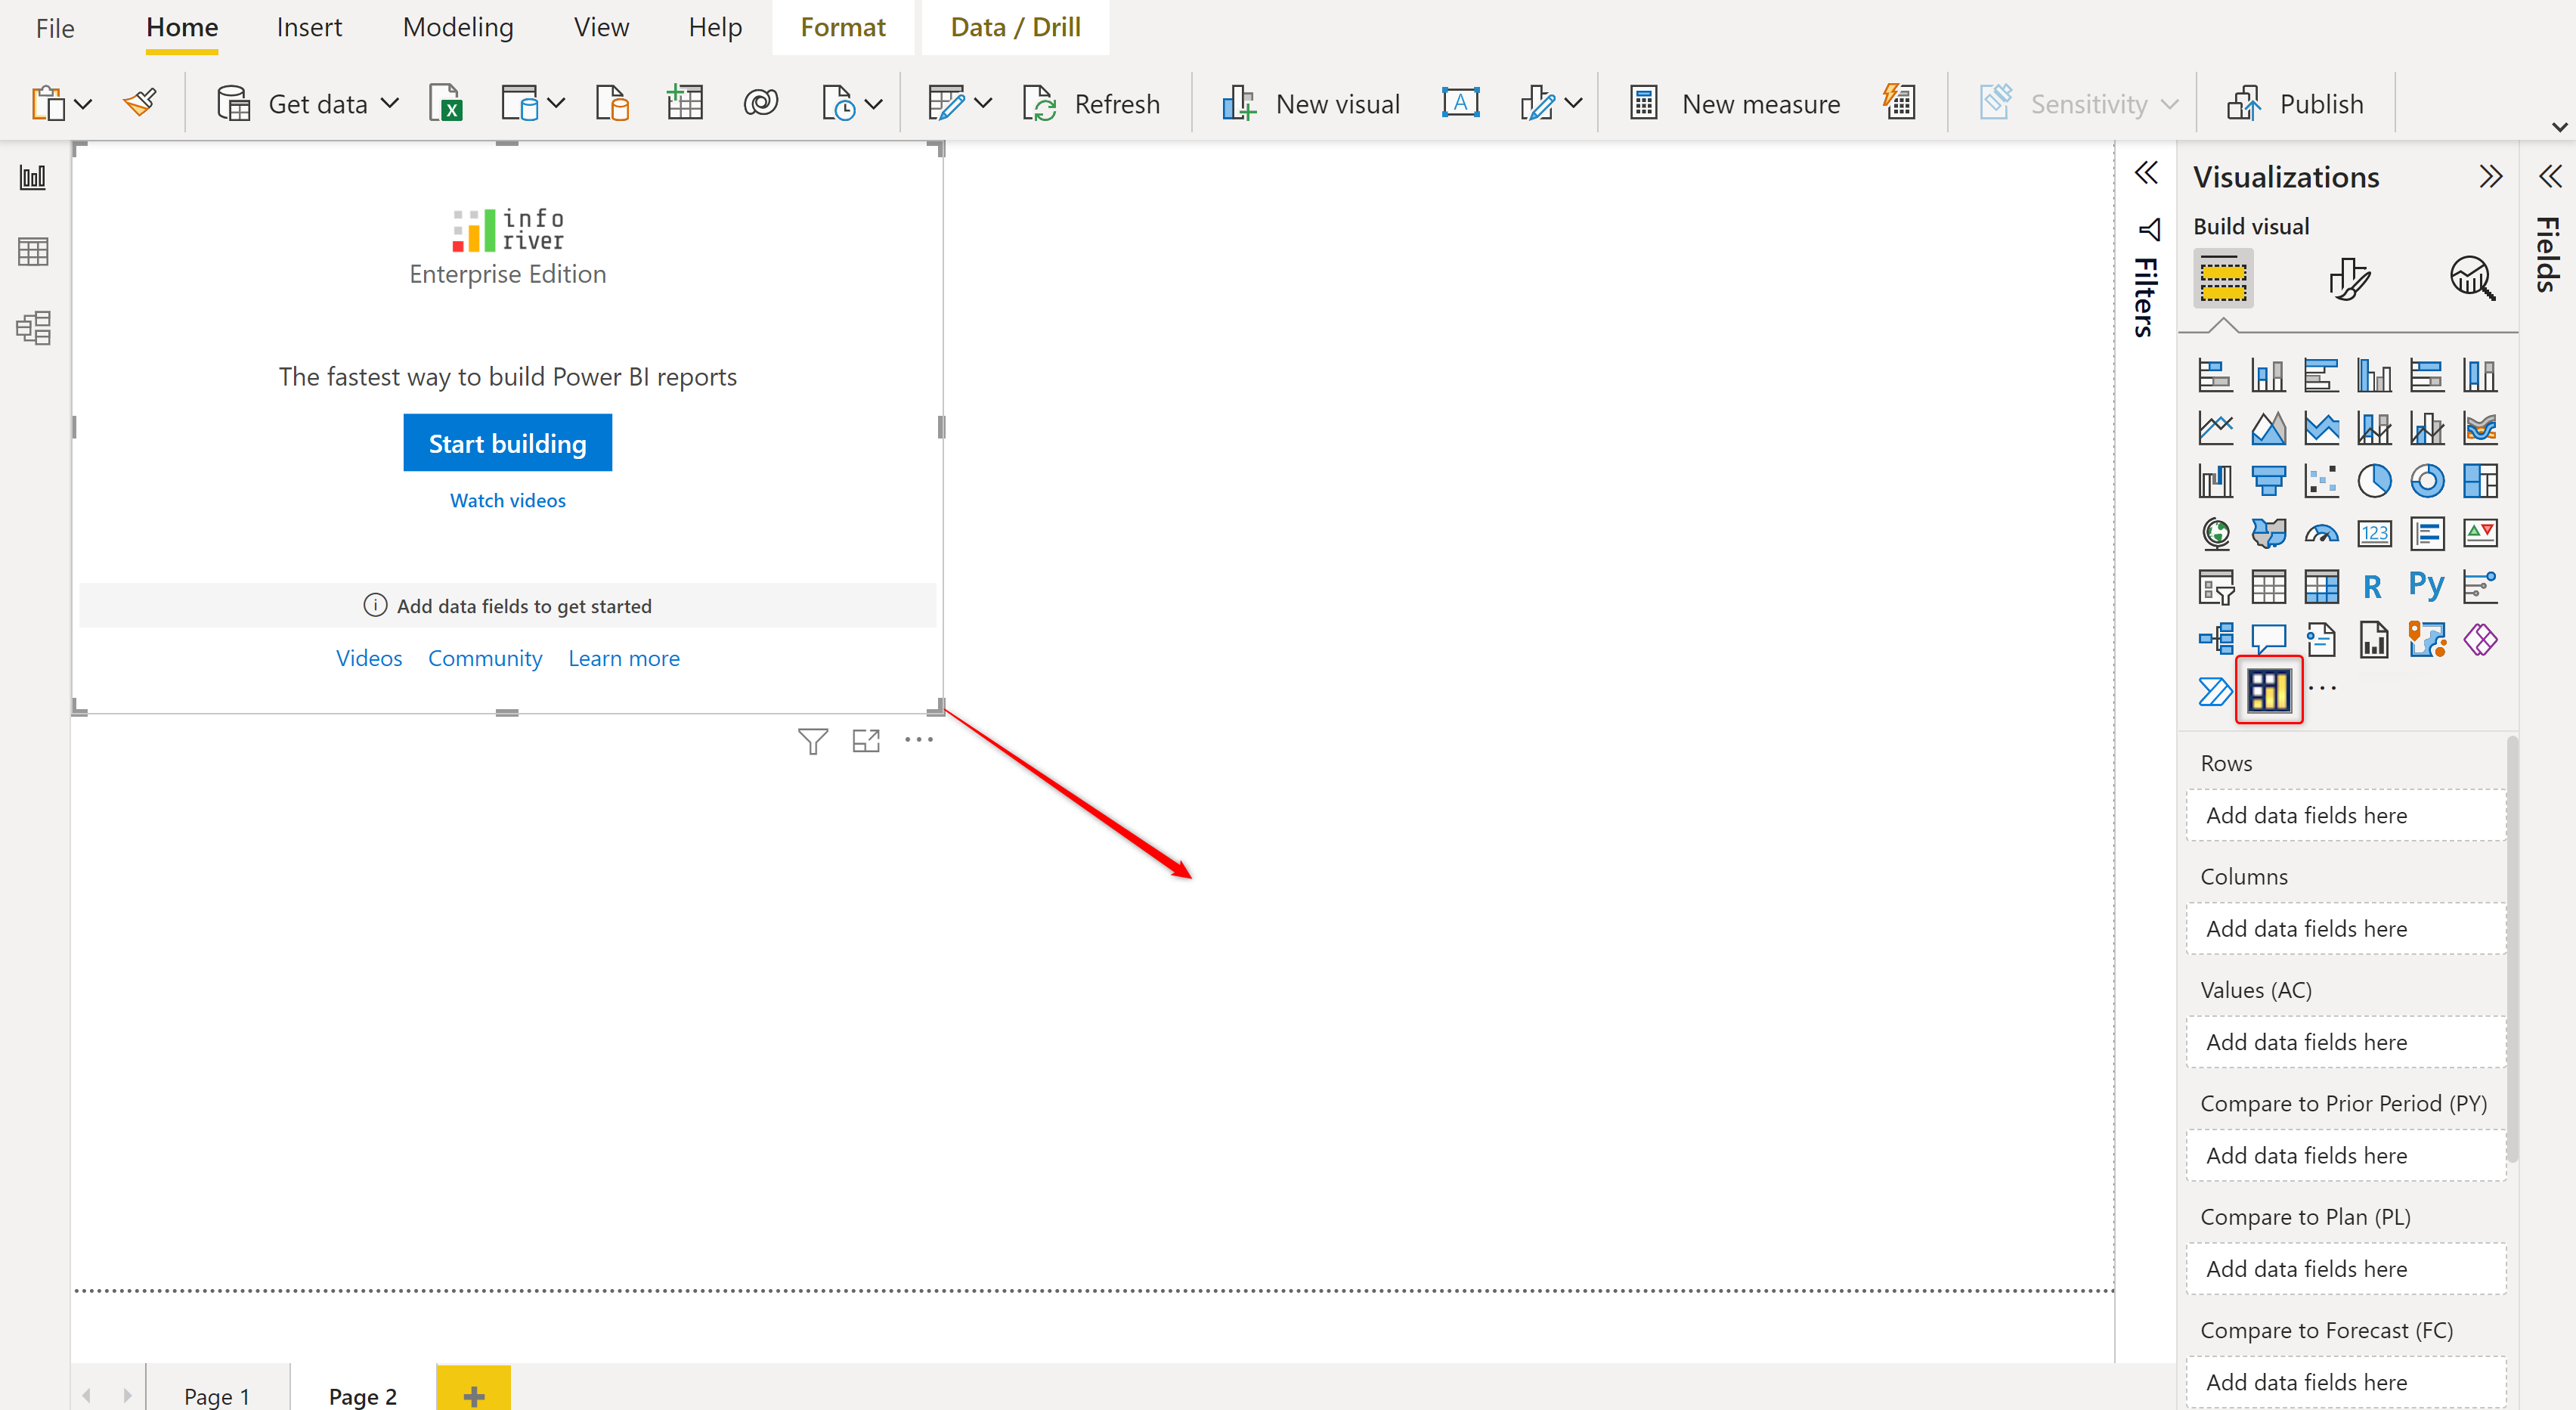 File Home Insert Modeling View Help Format Data / Drill
Get data Refresh New visual A New measure Sensitivity Publish
info
river
Enterprise Edition
The fastest way to build Power BI reports
Start building
Watch videos
Add data fields to get started
Videos Community Learn more
Filters
Visualizations
Build visual
123
R Py
Rows
Add data fields here
Columns
Add data fields here
Values (AC)
Add data fields here
Compare to Prior Period (PY)
Add data fields here
Compare to Plan (PL)
Add data fields here
Compare to Forecast (FC)
Add data fields here
Fields
Page 1 Page 2